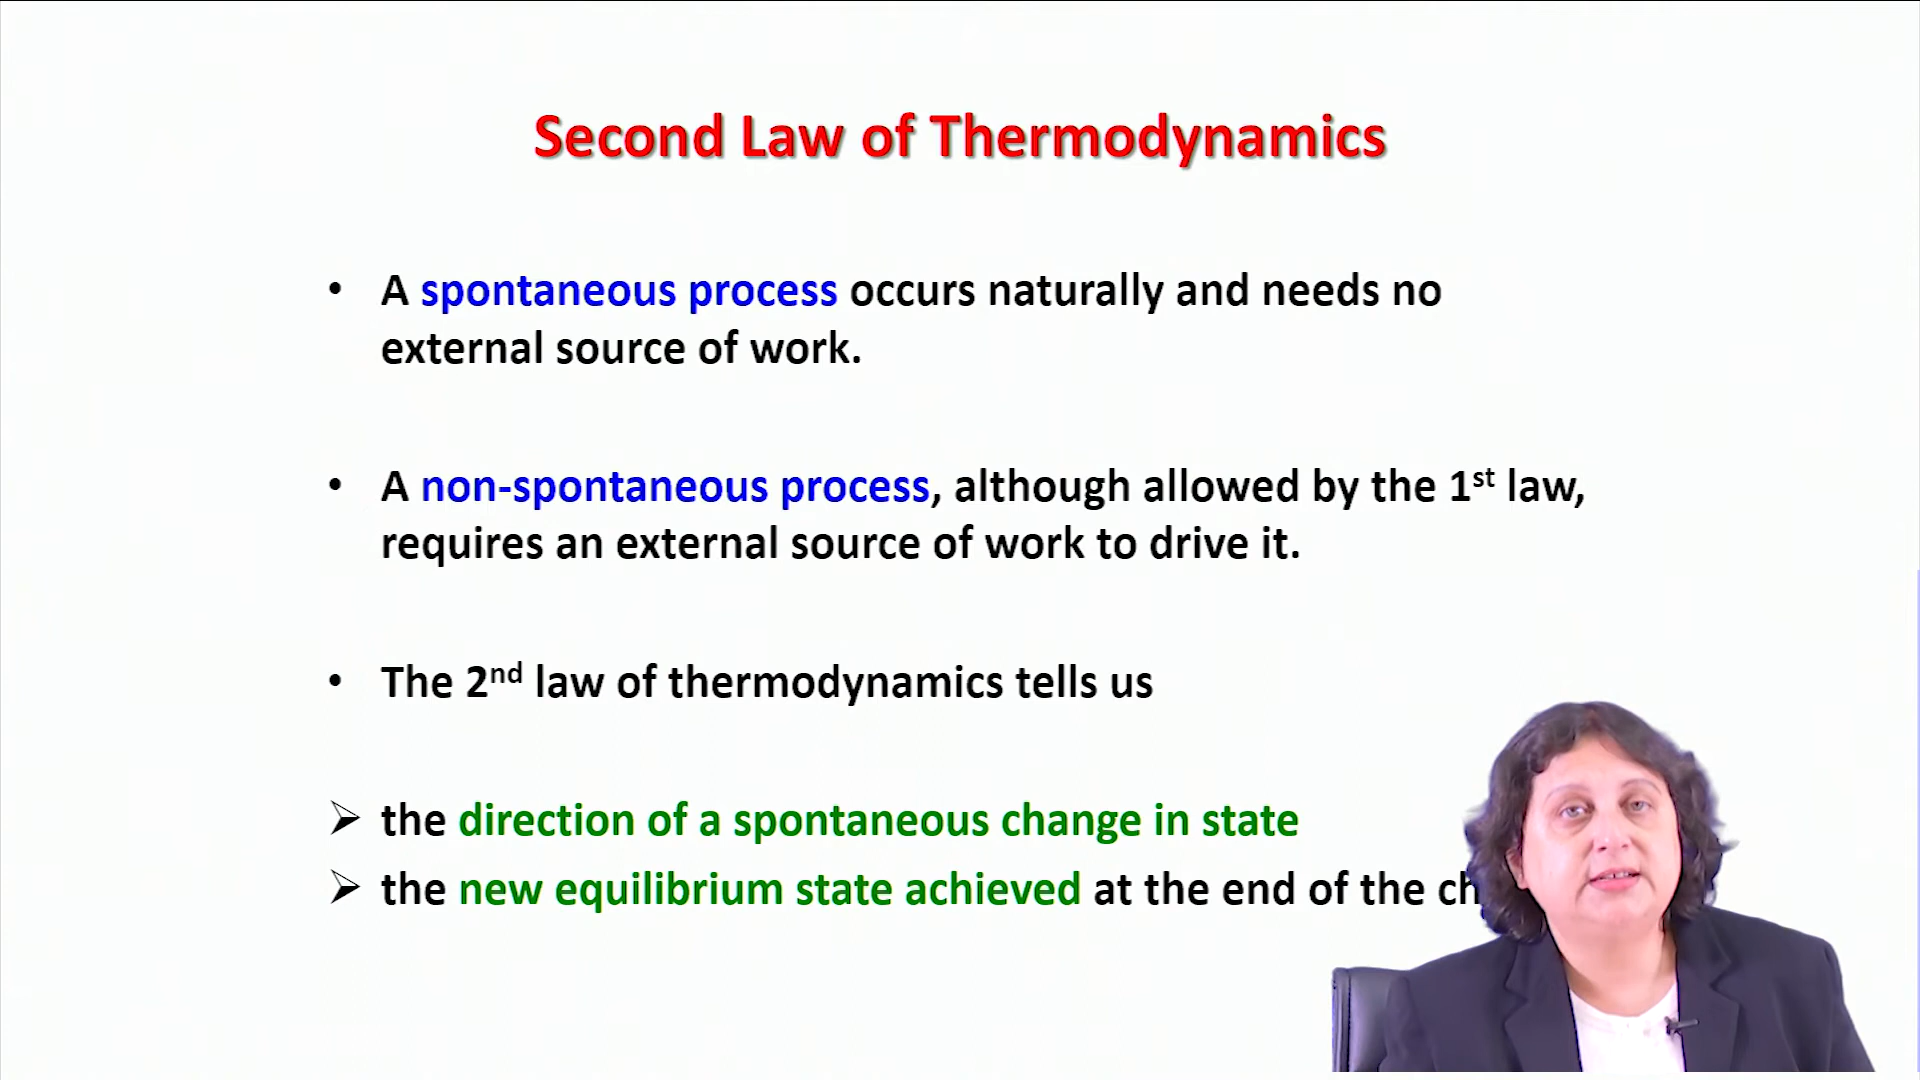 Second Law of Thermodynamics
• A spontaneous process occurs naturally and needs no
external source of work.
• A non-spontaneous process, although allowed by the 1st law,
requires an external source of work to drive it.
• The 2nd law of thermodynamics tells us
➢ the direction of a spontaneous change in state
➢ the new equilibrium state achieved at the end of the ch